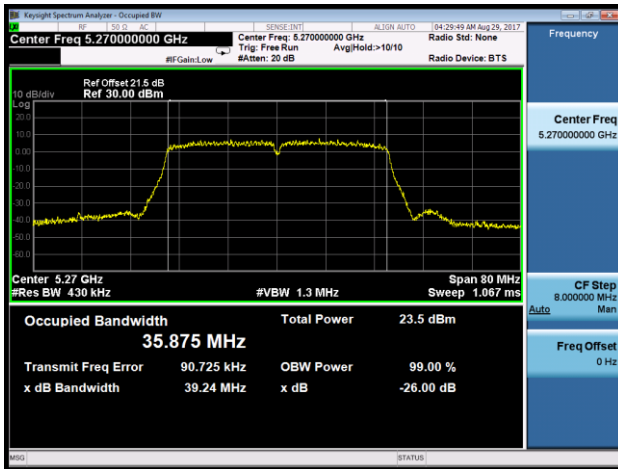 Keysight Spectrum Analyzer - Occupied BW
RF 50 Ω AC SENSE:INT ALIGN AUTO 04:29:49 AM Aug 29, 2017
Center Freq 5.270000000 GHz Center Freq: 5.270000000 GHz Radio Std: None
Trig: Free Run Avg|Hold:>10/10
#IFGain:Low #Atten: 20 dB Radio Device: BTS
Ref Offset 21.5 dB
10 dB/div Ref 30.00 dBm
Log
20.0
10.0
0.00
-10.0
-20.0
-30.0
-40.0
-50.0
-60.0
Center 5.27 GHz Span 80 MHz
#Res BW 430 kHz #VBW 1.3 MHz Sweep 1.067 ms
Occupied Bandwidth Total Power 23.5 dBm
35.875 MHz
Transmit Freq Error 90.725 kHz OBW Power 99.00 %
x dB Bandwidth 39.24 MHz x dB -26.00 dB
MSG STATUS
Frequency
Center Freq
5.270000000 GHz
CF Step
8.000000 MHz
Auto Man
Freq Offset
0 Hz